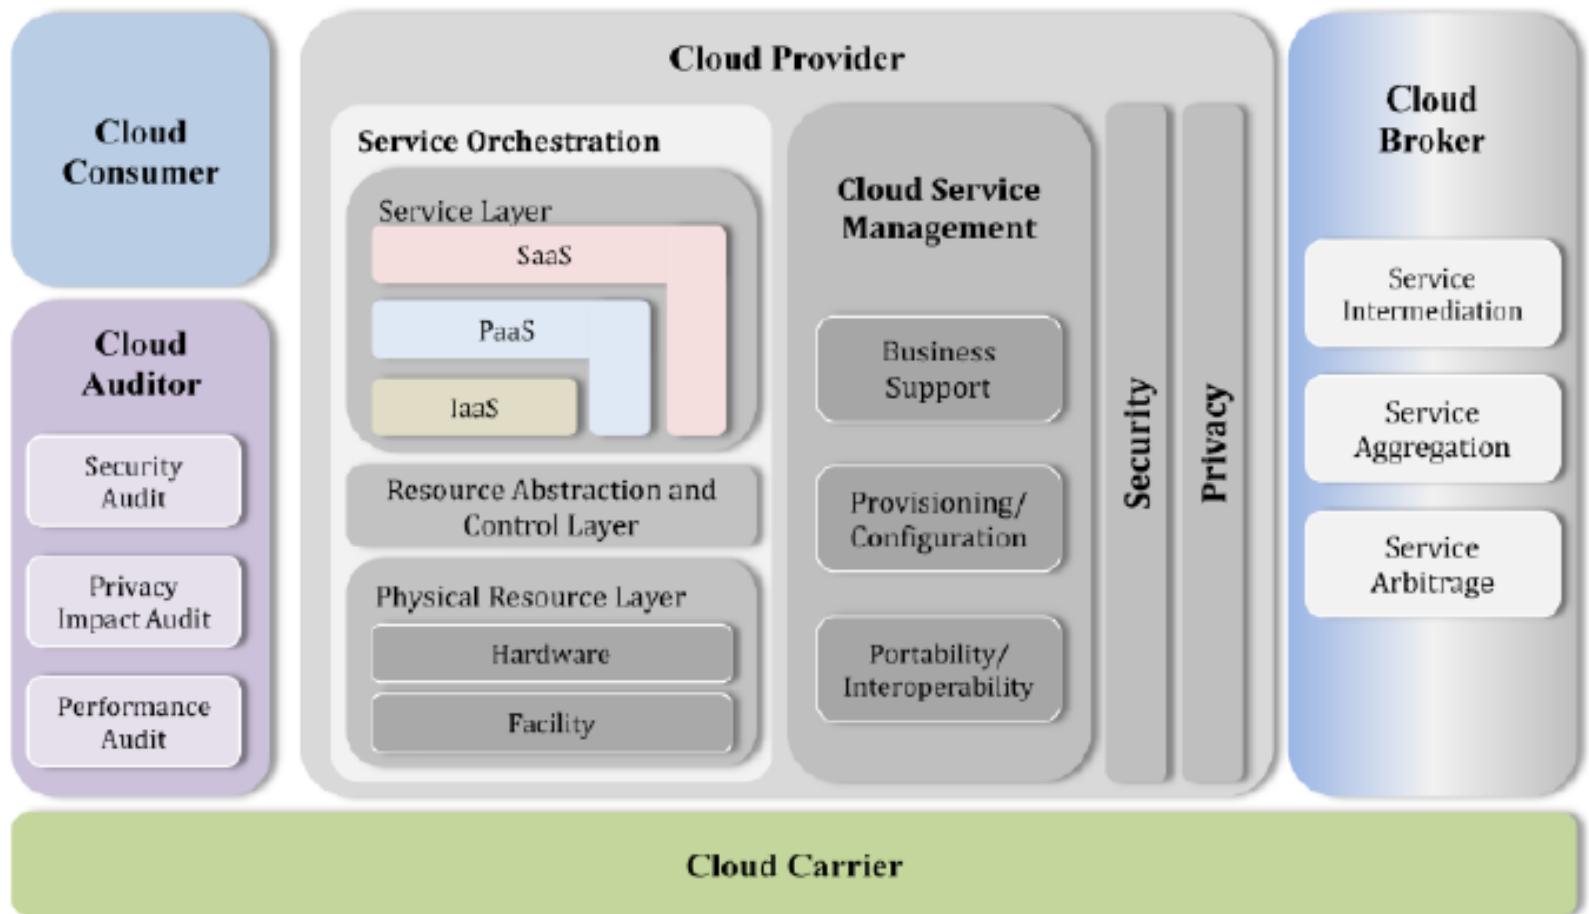 Cloud
Consumer
Cloud
Auditor
Security
Audit
Privacy
Impact Audit
Performance
Audit
Cloud Provider
Service Orchestration
Service Layer
SaaS
PaaS
IaaS
Resource Abstraction and
Control Layer
Physical Resource Layer
Hardware
Facility
Cloud Service
Management
Business
Support
Provisioning/
Configuration
Portability/
Interoperability
Security
Privacy
Cloud
Broker
Service
Intermediation
Service
Aggregation
Service
Arbitrage
Cloud Carrier